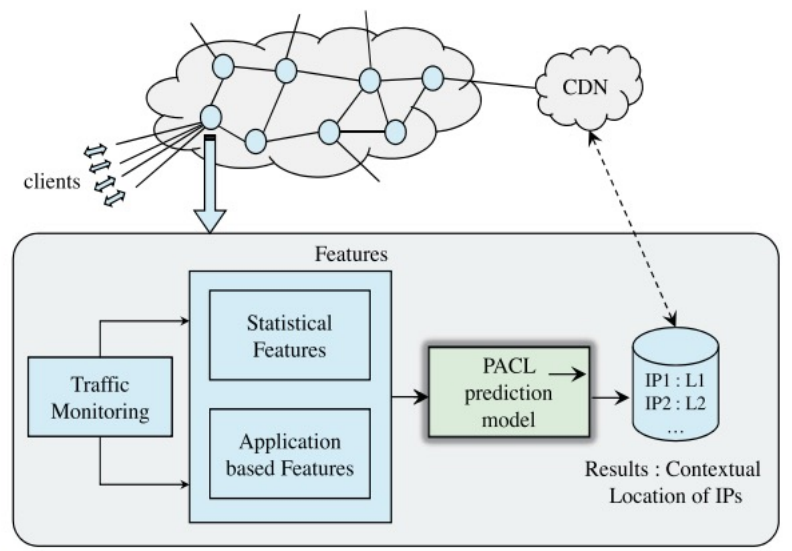 CDN
clients
Features
Statistical
Features
Traffic
Monitoring
Application
based Features
PACL
prediction
model
IP1 : L1
IP2 : L2
...
Results : Contextual
Location of IPs